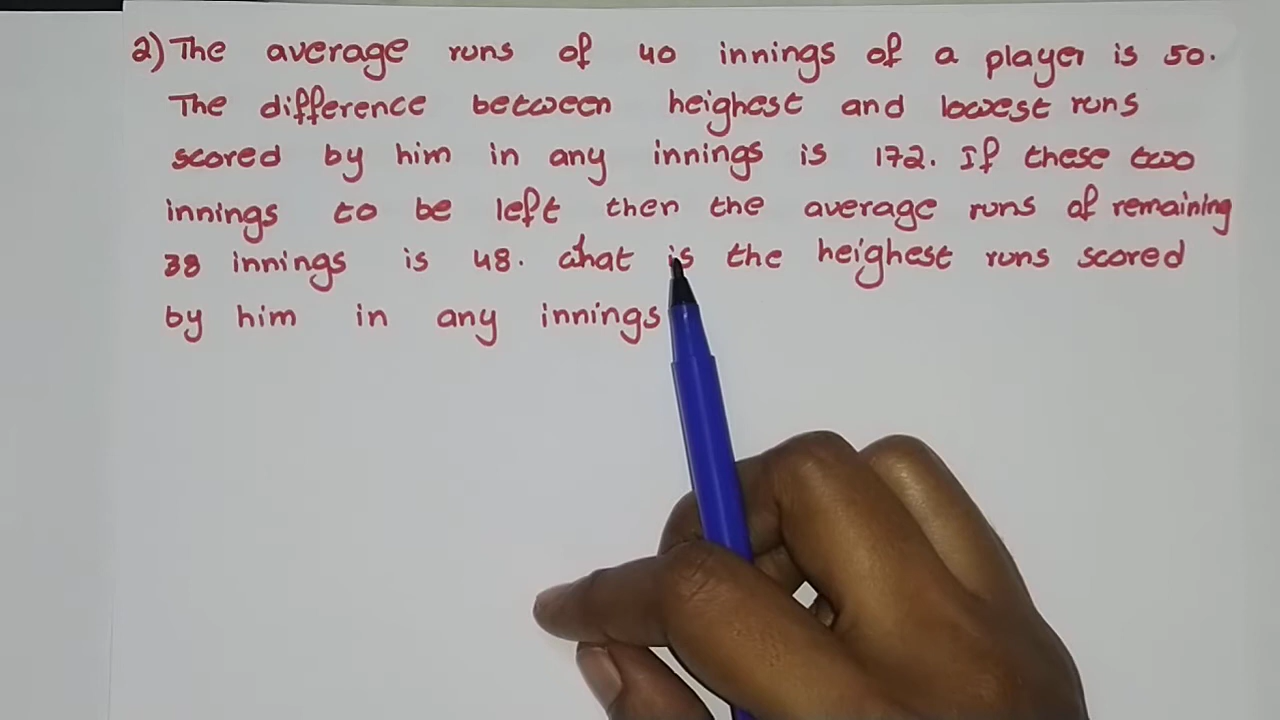 2) The average runs of 40 innings of a player is 50.
The difference between heighest and lowest runs
scored by him in any innings is 172. If these two
innings to be left then the average runs of remaining
38 innings is 48. what is the heighest runs scored
by him in any innings